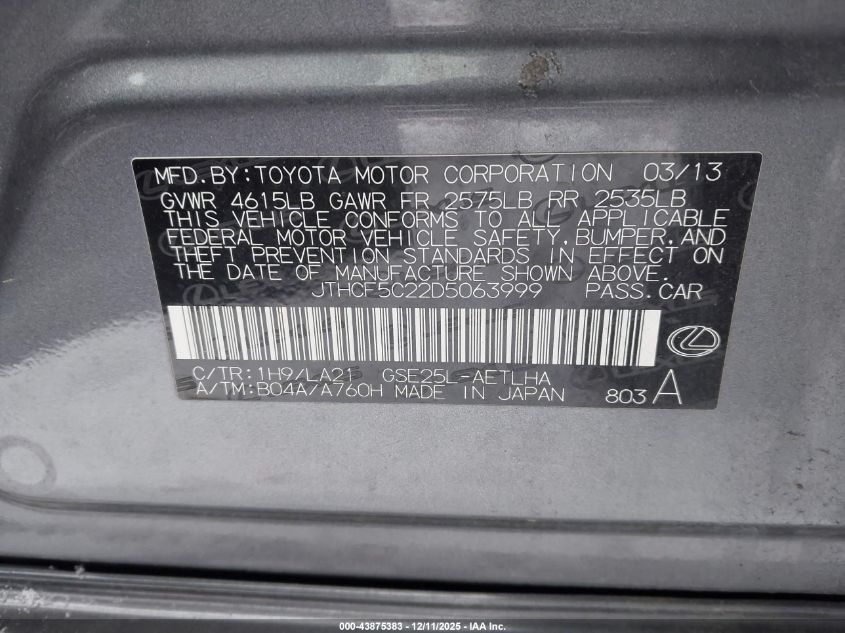 MFD.BY:TOYOTA MOTOR CORPORATION 03/13
GVWR 4615LB GAWR FR 2575LB RR 2535LB
THIS VEHICLE CONFORMS TO ALL APPLICABLE
FEDERAL MOTOR VEHICLE SAFETY,BUMPER,AND
THEFT PREVENTION STANDARDS IN EFFECT ON
THE DATE OF MANUFACTURE SHOWN ABOVE.
JTHCF5C22D5063999 PASS.CAR
C/TR:1H9/LA21 GSE25L-AETLHA
A/TM:B04A/A760H MADE IN JAPAN 803 A
000-43875383 - 12/11/2025 - IAA Inc.